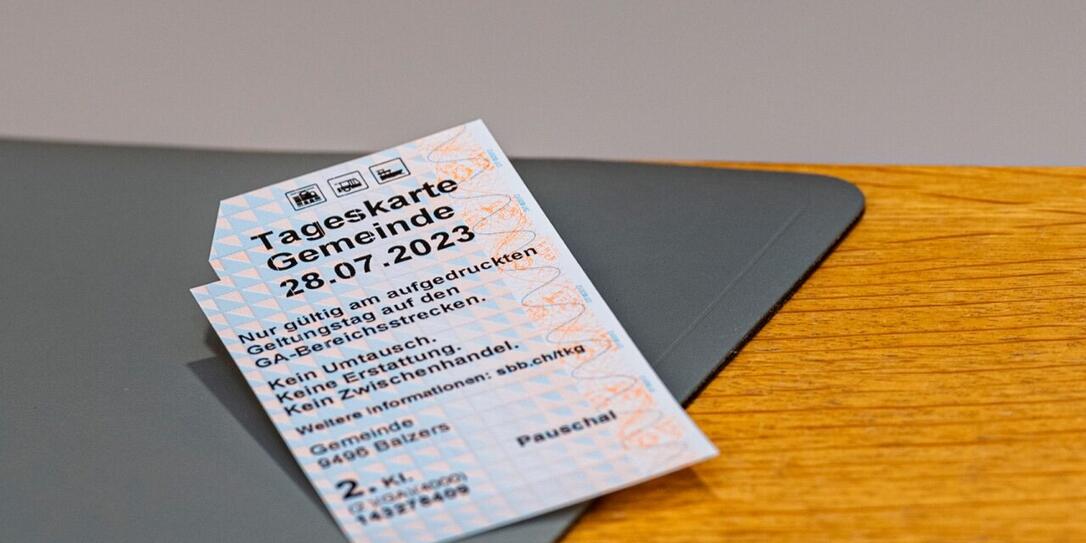 Tageskarte
Gemeinde
28.07.2023
Nur gültig am aufgedruckten
Geltungstag auf den
GA-Bereichsstrecken.
Kein Umtausch.
Keine Erstattung.
Kein Zwischenhandel.
Weitere Informationen: sbb.ch/tkg
Gemeinde
9496 Balzers
Pauschal
2. Kl.
143278409